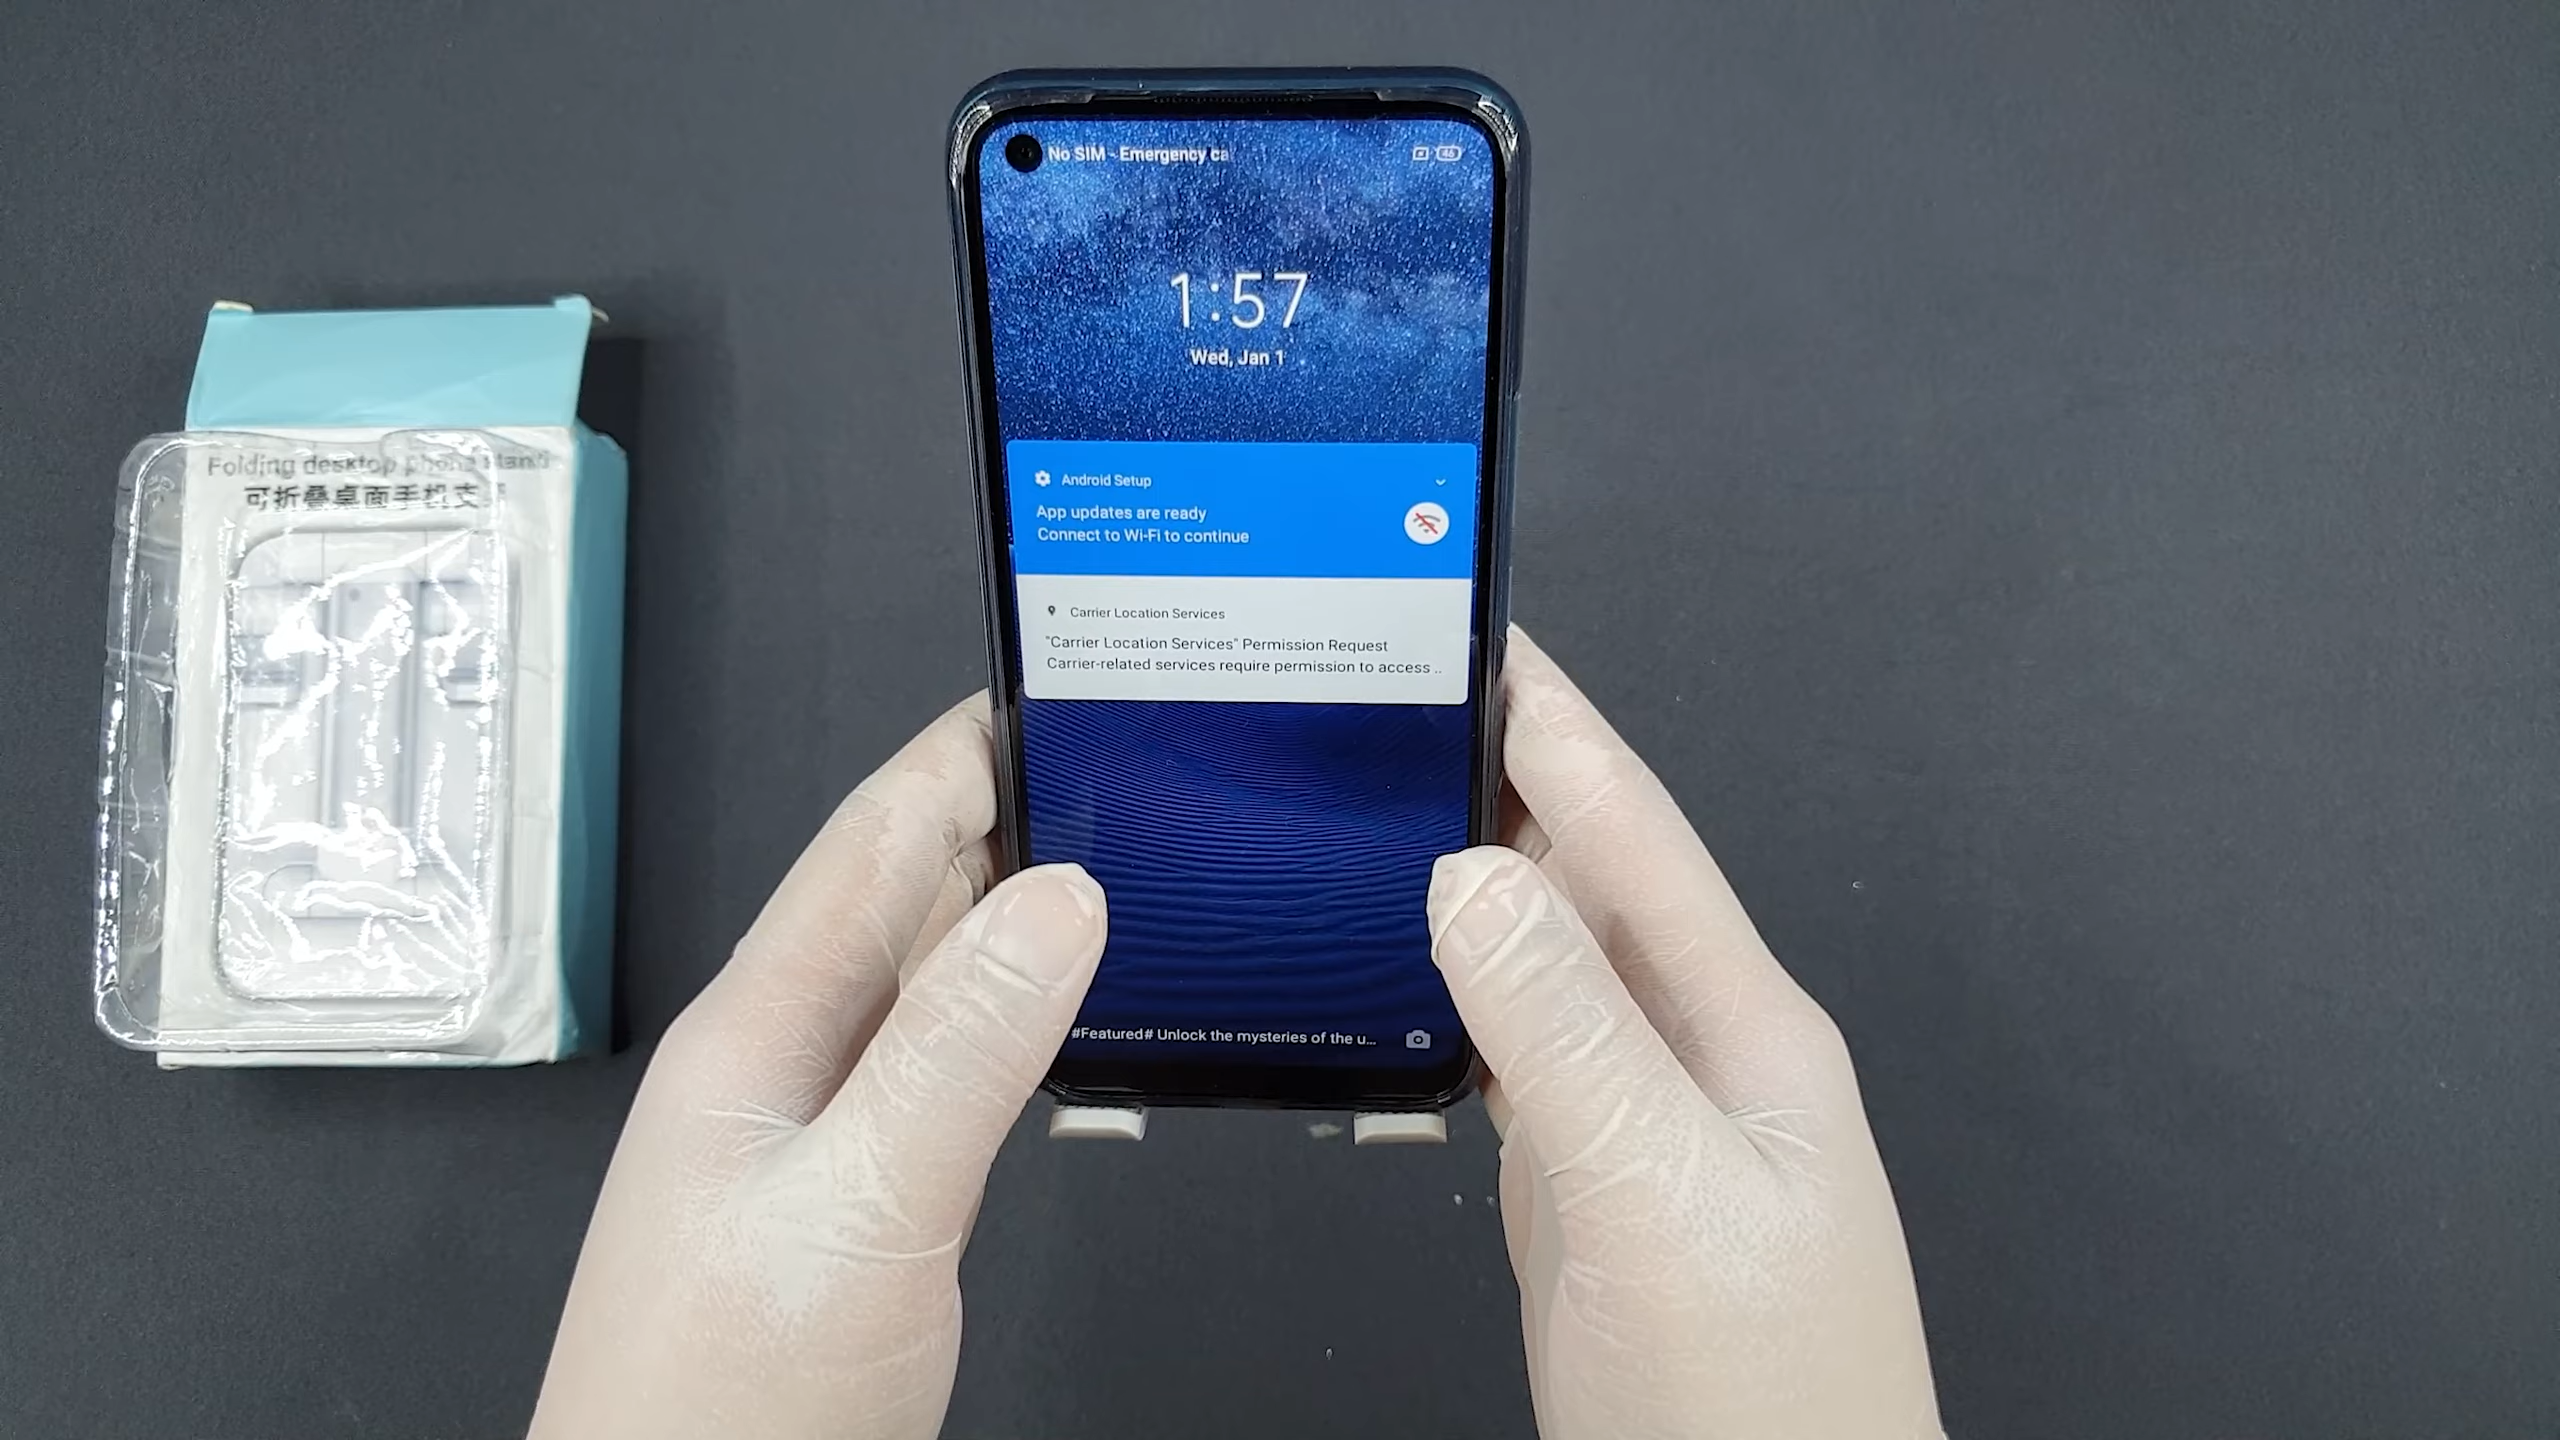 Folding desktop phone stand
可折叠桌面手机支
No SIM - Emergency ca
46
1:57
Wed, Jan 1
Android Setup
App updates are ready
Connect to Wi-Fi to continue
Carrier Location Services
"Carrier Location Services" Permission Request
Carrier-related services require permission to access ..
#Featured# Unlock the mysteries of the u...